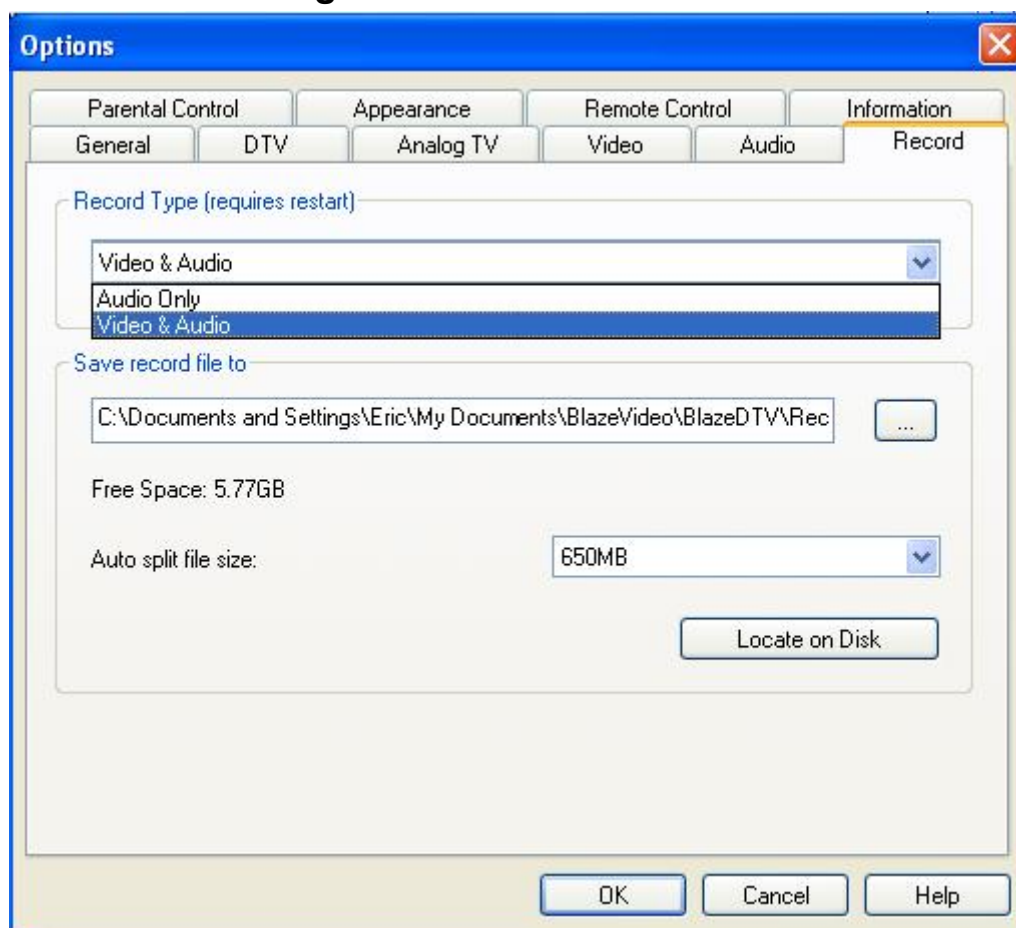 Options
Parental Control Appearance Remote Control Information
General DTV Analog TV Video Audio Record
Record Type (requires restart)
Video & Audio
Audio Only
Video & Audio
Save record file to
C:\Documents and Settings\Eric\My Documents\BlazeVideo\BlazeDTV\Rec
...
Free Space: 5.77GB
Auto split file size: 650MB
Locate on Disk
OK Cancel Help